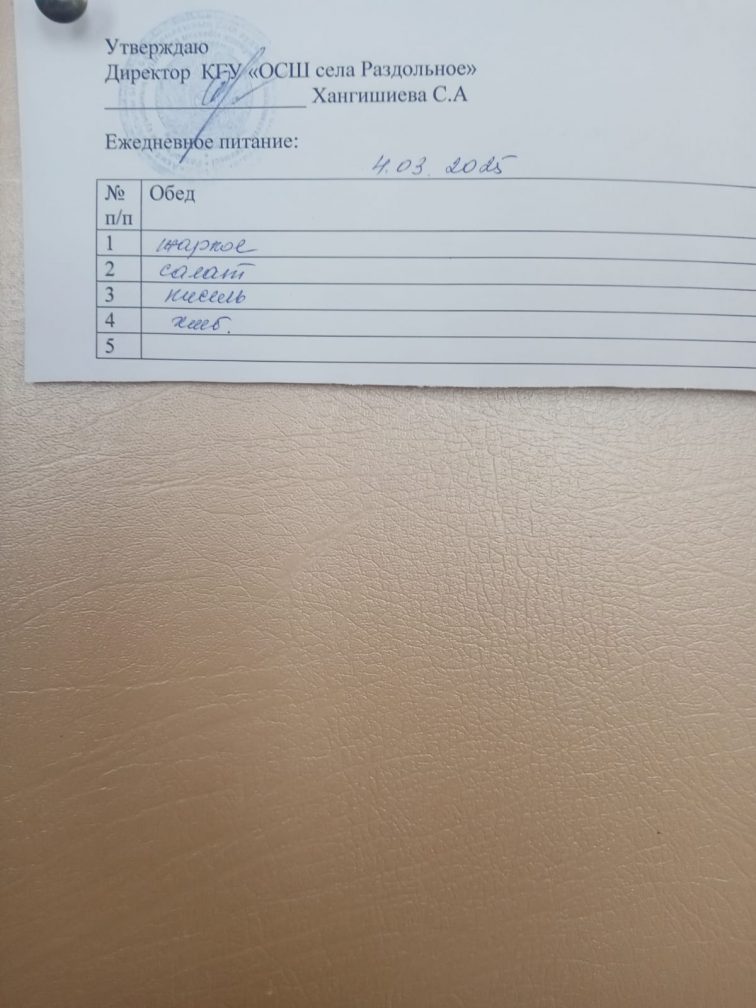 Утверждаю
Директор КГУ «ОСШ села Раздольное»
Хангишиева С.А
Ежедневное питание:
4.03.2025
№ п/п Обед
1 жаркое
2 салат
3 кисель
4 хлеб.
5